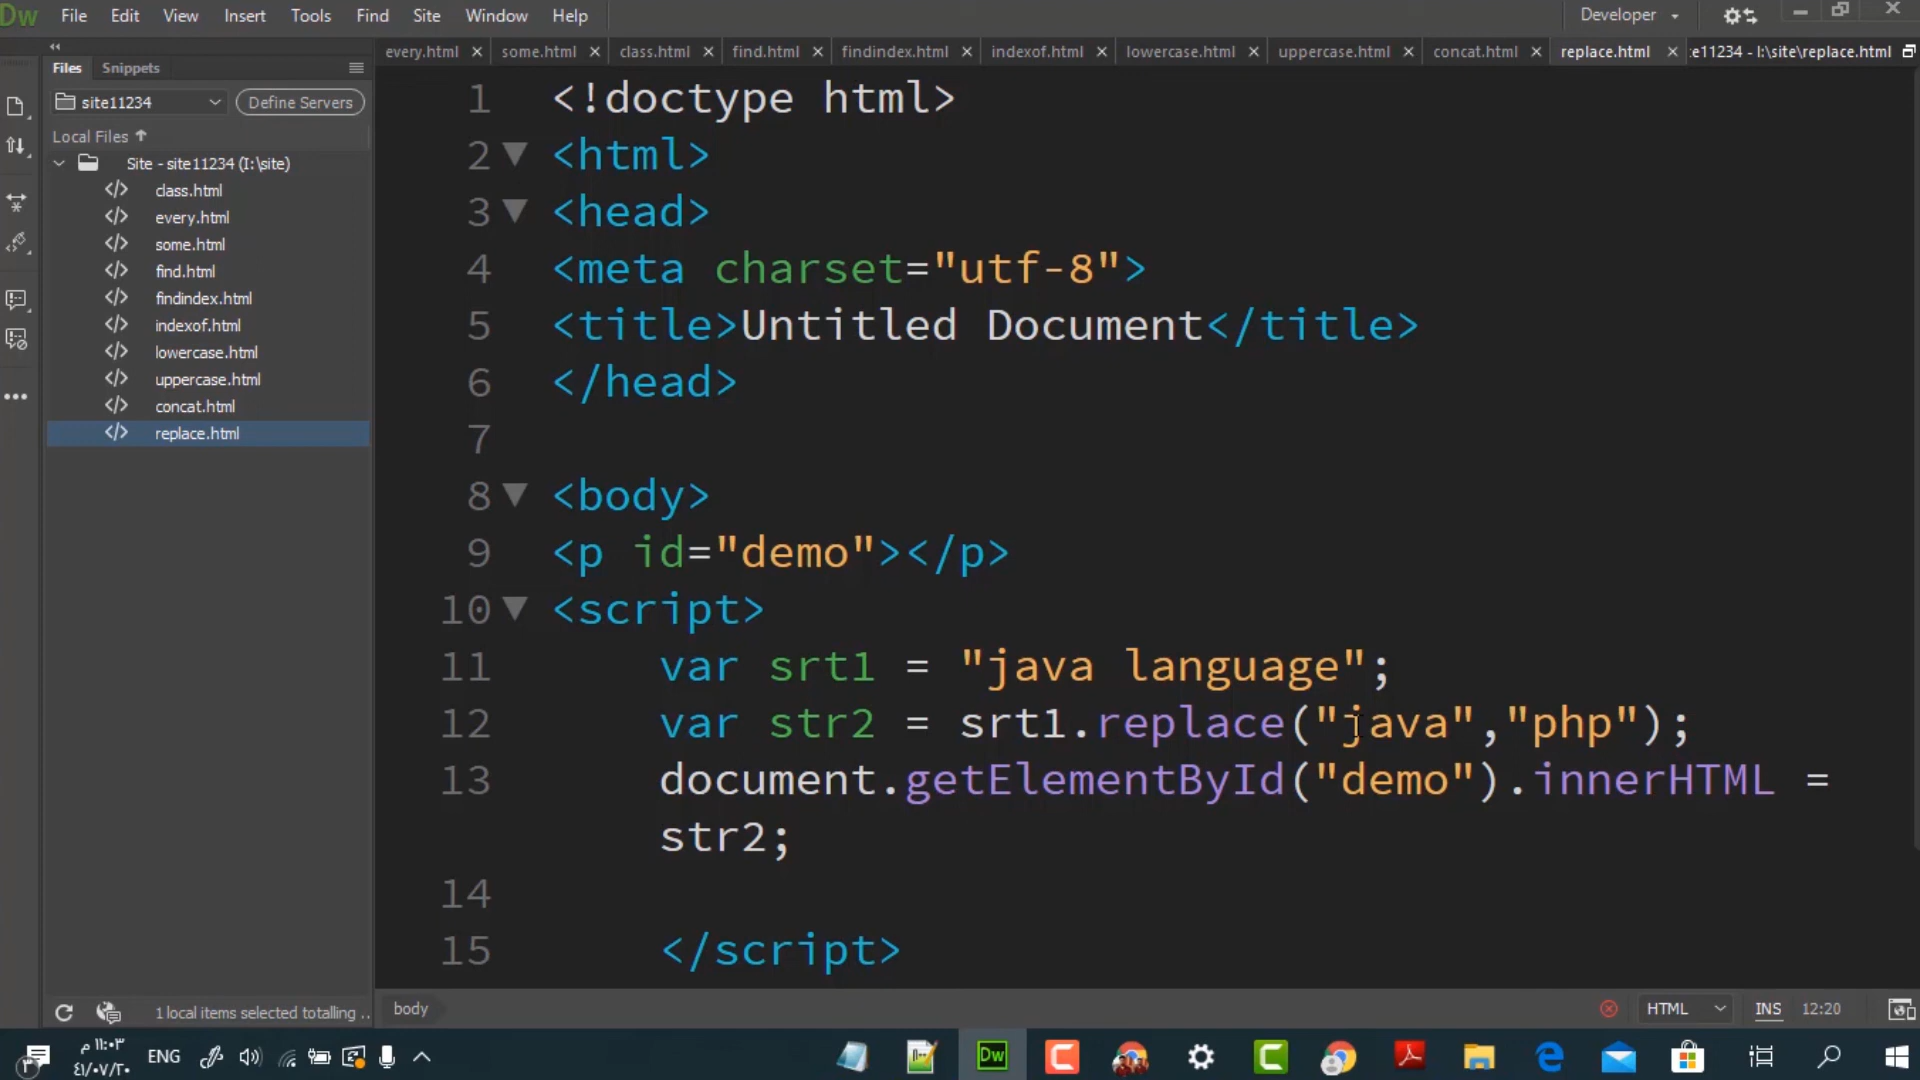 Dw File Edit View Insert Tools Find Site Window Help Developer
every.html some.html class.html find.html findindex.html indexof.html lowercase.html uppercase.html concat.html replace.html :e11234 - I:\site\replace.html
Files Snippets
site11234 Define Servers
Local Files
Site - site11234 (I:\site)
class.html
every.html
some.html
find.html
findindex.html
indexof.html
lowercase.html
uppercase.html
concat.html
replace.html
1 <!doctype html>
2 <html>
3 <head>
4 <meta charset="utf-8">
5 <title>Untitled Document</title>
6 </head>
7
8 <body>
9 <p id="demo"></p>
10 <script>
11 var srt1 = "java language";
12 var str2 = srt1.replace("java","php");
13 document.getElementById("demo").innerHTML =
str2;
14
15 </script>
1 local items selected totalling ..
body
HTML INS 12:20
ENG
١١:٠٣ م
٤١/٠٧/٢٠
Dw